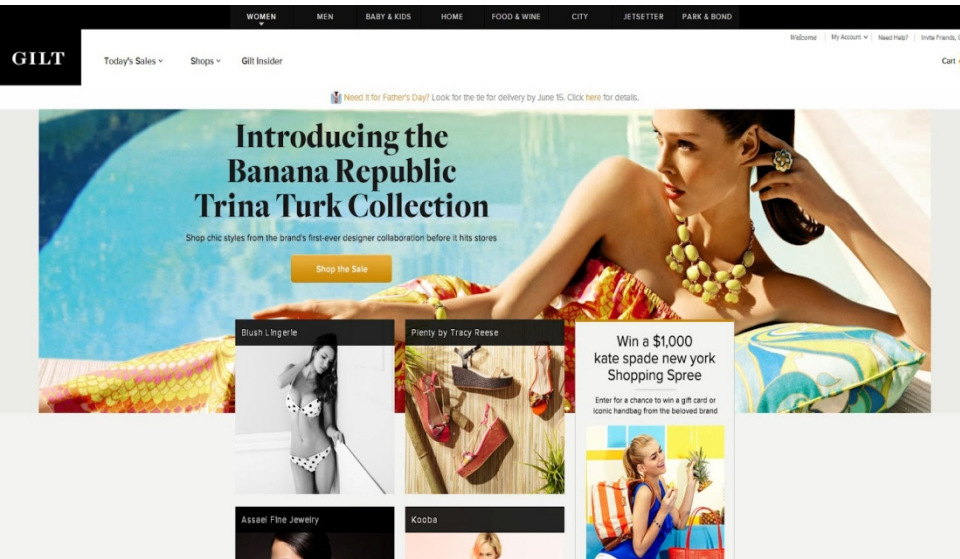 WOMEN MEN BABY & KIDS HOME FOOD & WINE CITY JETSETTER PARK & BOND
Welcome My Account Need Help? Invite Friends,
GILT
Today's Sales Shops Gilt Insider
Cart
Need it for Father's Day? Look for the tie for delivery by June 15. Click here for details.
Introducing the
Banana Republic
Trina Turk Collection
Shop chic styles from the brand's first-ever designer collaboration before it hits stores
Shop the Sale
Blush Lingerie
Plenty by Tracy Reese
Win a $1,000
kate spade new york
Shopping Spree
Enter for a chance to win a gift card or
iconic handbag from the beloved brand
Assael Fine Jewelry
Kooba